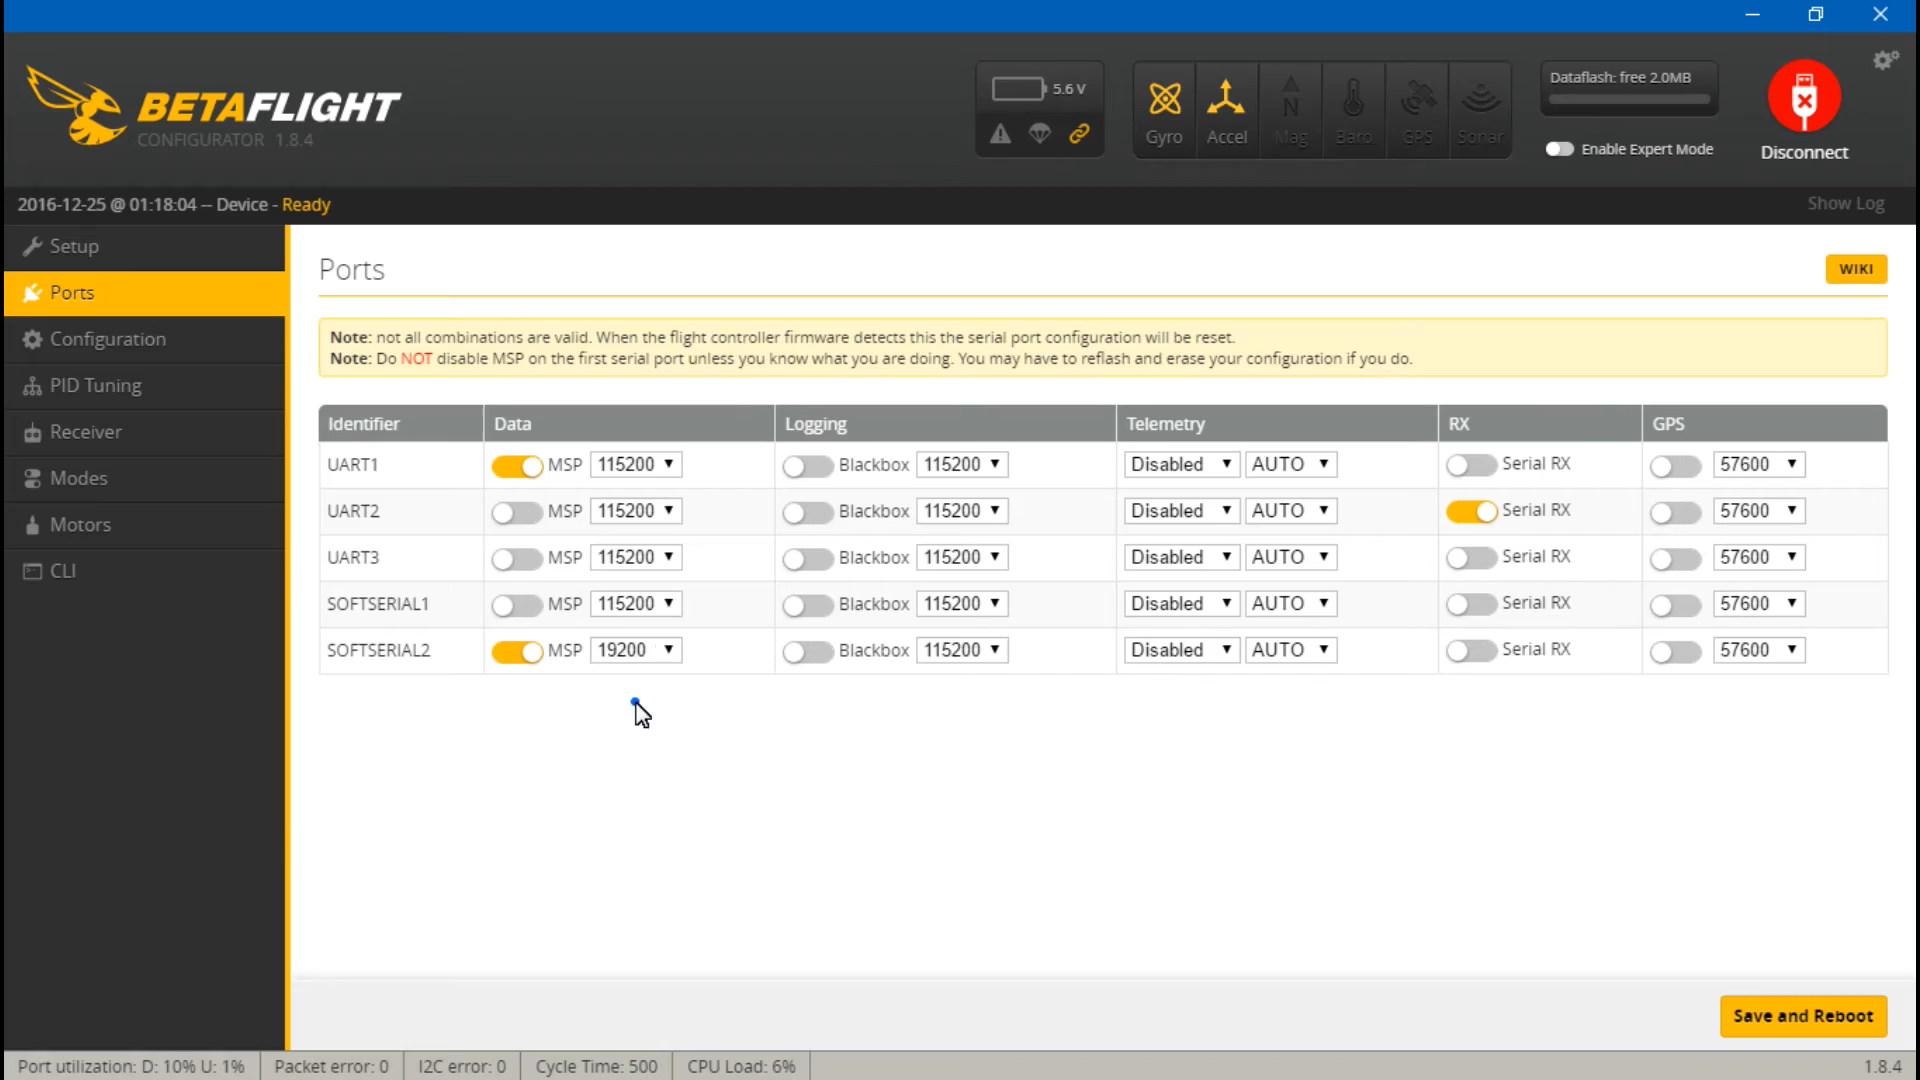 BETAFLIGHT
CONFIGURATOR 1.8.4
5.6 V
Gyro
Accel
Mag
Baro
GPS
Sonar
Dataflash: free 2.0MB
Enable Expert Mode
Disconnect
2016-12-25 @ 01:18:04 -- Device - Ready
Show Log
Setup
Ports
Configuration
PID Tuning
Receiver
Modes
Motors
CLI
Ports
WIKI
Note: not all combinations are valid. When the flight controller firmware detects this the serial port configuration will be reset.
Note: Do NOT disable MSP on the first serial port unless you know what you are doing. You may have to reflash and erase your configuration if you do.
Identifier Data Logging Telemetry RX GPS
UART1 MSP 115200 Blackbox 115200 Disabled AUTO Serial RX 57600
UART2 MSP 115200 Blackbox 115200 Disabled AUTO Serial RX 57600
UART3 MSP 115200 Blackbox 115200 Disabled AUTO Serial RX 57600
SOFTSERIAL1 MSP 115200 Blackbox 115200 Disabled AUTO Serial RX 57600
SOFTSERIAL2 MSP 19200 Blackbox 115200 Disabled AUTO Serial RX 57600
Save and Reboot
Port utilization: D: 10% U: 1% Packet error: 0 I2C error: 0 Cycle Time: 500 CPU Load: 6% 1.8.4